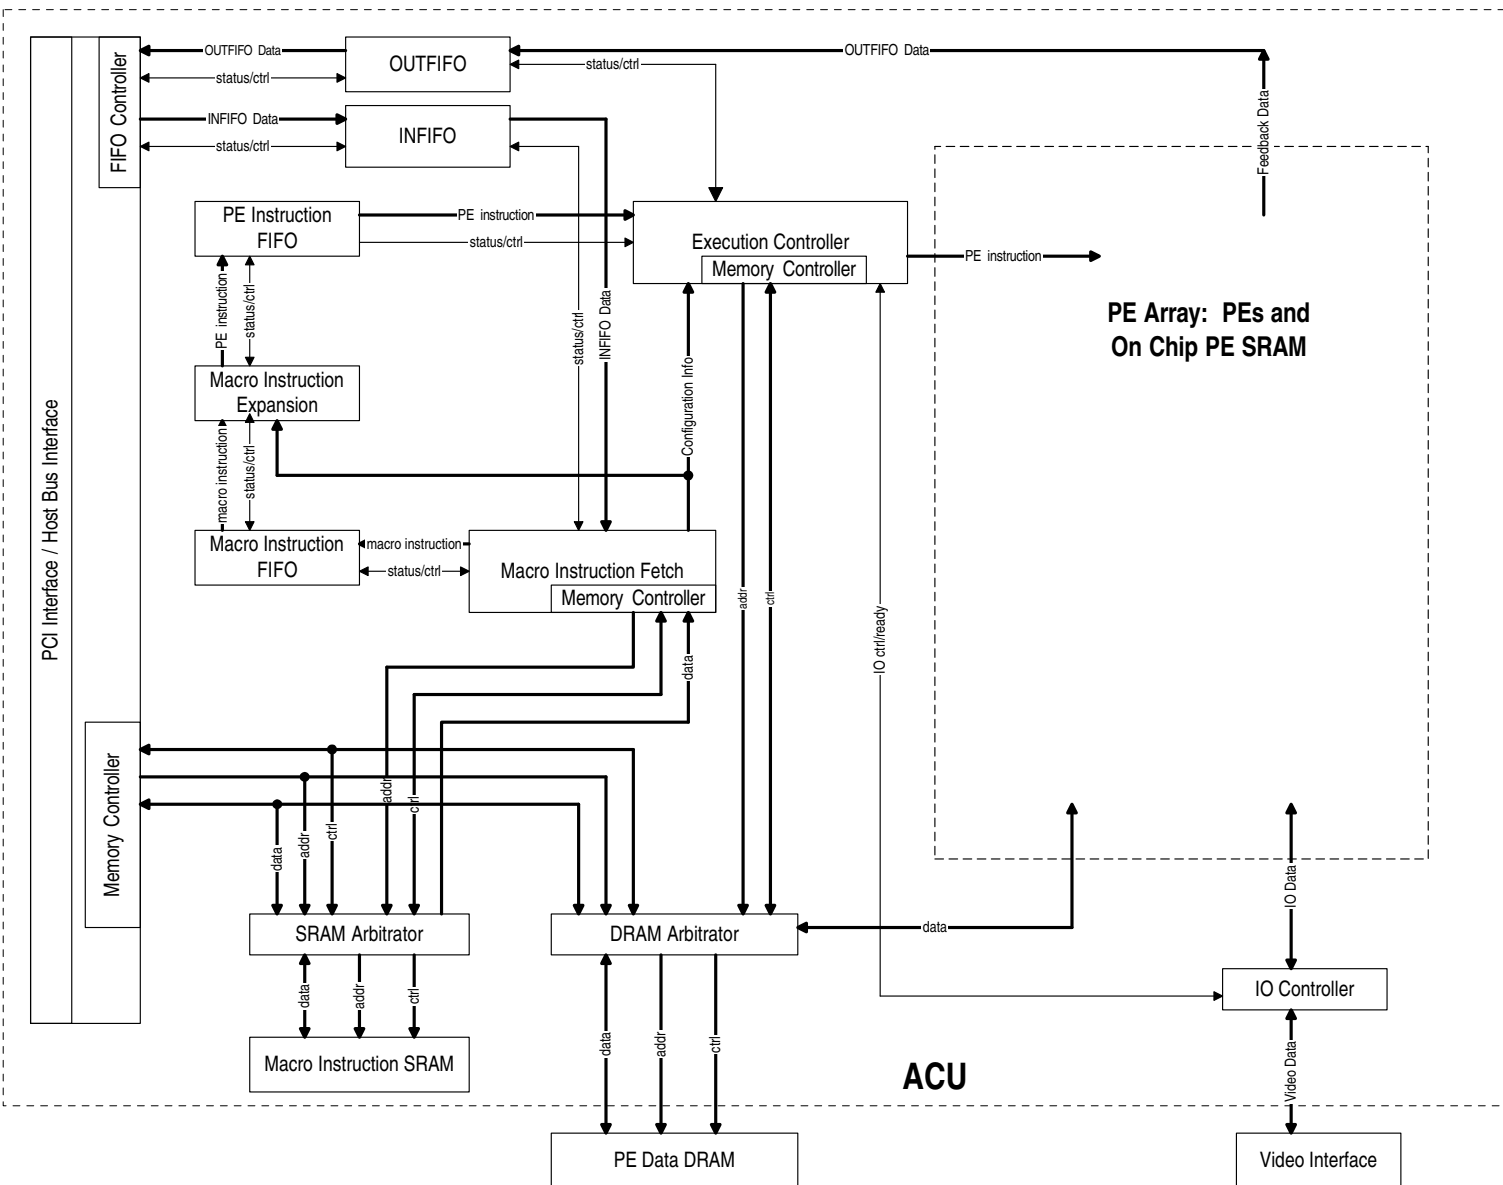 OUTFIFO Data
OUTFIFO
OUTFIFO Data
status/ctrl
status/ctrl
FIFO Controller
INFIFO Data
INFIFO
status/ctrl
Feedback Data
PE Instruction
FIFO
PE instruction
status/ctrl
Execution Controller
Memory Controller
PE instruction
PE Array: PEs and
On Chip PE SRAM
PE instruction
status/ctrl
status/ctrl
INFIFO Data
Configuration Info
Macro Instruction
Expansion
macro instruction
status/ctrl
PCI Interface / Host Bus Interface
Macro Instruction
FIFO
macro instruction
status/ctrl
Macro Instruction Fetch
Memory Controller
addr
ctrl
IO ctrl/ready
data
Memory Controller
addr
ctrl
data
addr
ctrl
SRAM Arbitrator
DRAM Arbitrator
data
IO Data
data
addr
ctrl
IO Controller
Macro Instruction SRAM
data
addr
ctrl
ACU
Video Data
PE Data DRAM
Video Interface